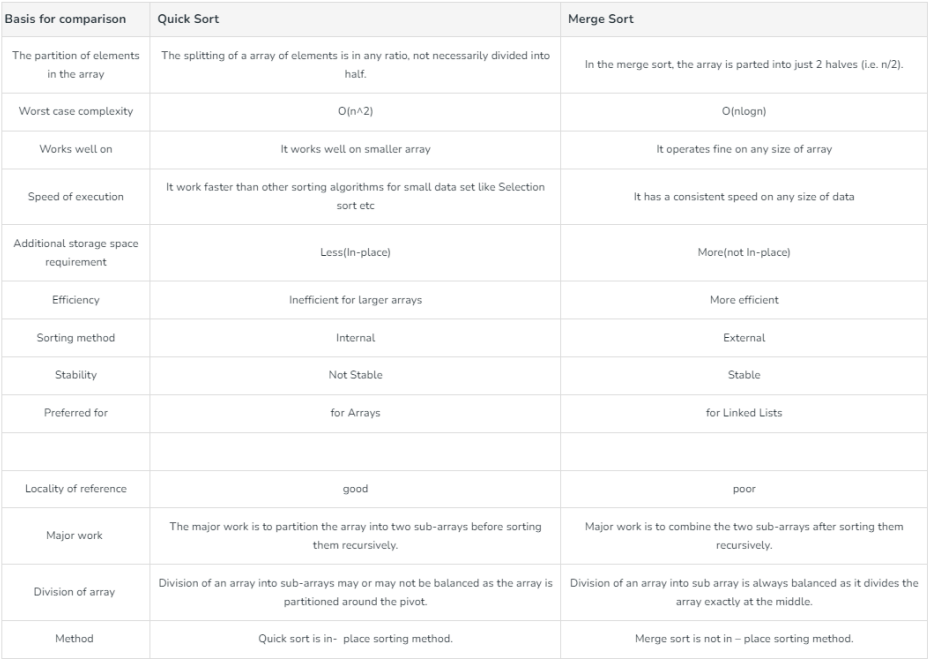 Basis for comparison Quick Sort Merge Sort
The partition of elements
in the array
The splitting of a array of elements is in any ratio, not necessarily divided into
half.
In the merge sort, the array is parted into just 2 halves (i.e. n/2).
Worst case complexity O(n^2) O(nlogn)
Works well on It works well on smaller array It operates fine on any size of array
Speed of execution
It work faster than other sorting algorithms for small data set like Selection
sort etc
It has a consistent speed on any size of data
Additional storage space
requirement
Less(In-place) More(not In-place)
Efficiency Inefficient for larger arrays More efficient
Sorting method Internal External
Stability Not Stable Stable
Preferred for for Arrays for Linked Lists
Locality of reference good poor
Major work
The major work is to partition the array into two sub-arrays before sorting
them recursively.
Major work is to combine the two sub-arrays after sorting them
recursively.
Division of array
Division of an array into sub-arrays may or may not be balanced as the array is
partitioned around the pivot.
Division of an array into sub array is always balanced as it divides the
array exactly at the middle.
Method Quick sort is in- place sorting method. Merge sort is not in – place sorting method.